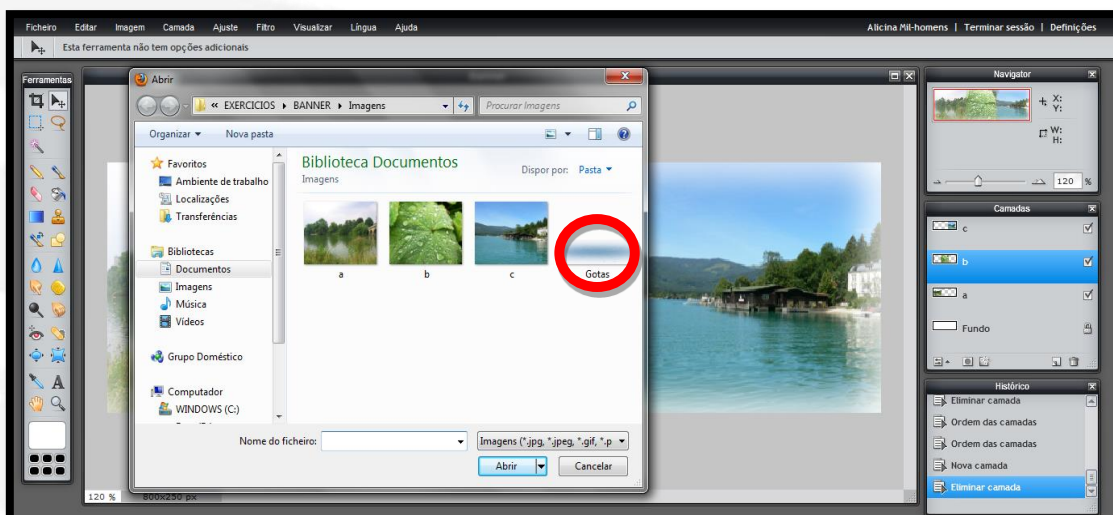 Ficheiro Editar Imagem Camada Ajuste Filtro Visualizar Língua Ajuda
Alicina Mil-homens | Terminar sessão | Definições
Esta ferramenta não tem opções adicionais
Ferramentas
Abrir
« EXERCICIOS BANNER Imagens
Procurar Imagens
Organizar Nova pasta
Favoritos
Ambiente de trabalho
Localizações
Transferências
Bibliotecas
Documentos
Imagens
Música
Vídeos
Grupo Doméstico
Computador
WINDOWS (C:)
Biblioteca Documentos
Imagens
Dispor por: Pasta
a
b
c
Gotas
Nome do ficheiro:
Imagens (*.jpg, *.jpeg, *.gif, *.p
Abrir
Cancelar
120 %
800x250 px
Navigator
X:
Y:
W:
H:
120 %
Camadas
c
b
a
Fundo
Histórico
Eliminar camada
Ordem das camadas
Ordem das camadas
Nova camada
Eliminar camada